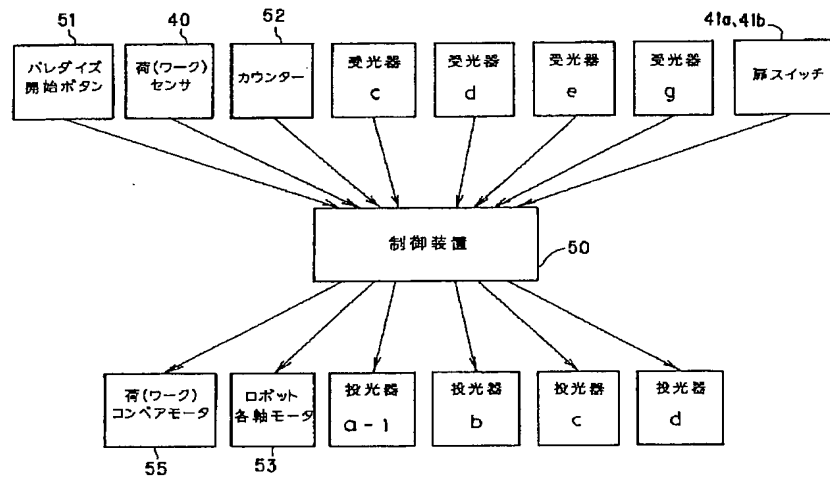 51
40
52
41a、41b
パレタイズ
開始ボタン
荷(ワーク)
センサ
カウンター
受光器
c
受光器
d
受光器
e
受光器
g
扉スイッチ
制御装置
50
荷(ワーク)
コンベアモータ
ロボット
各軸モータ
投光器
a-1
投光器
b
投光器
c
投光器
d
55
53